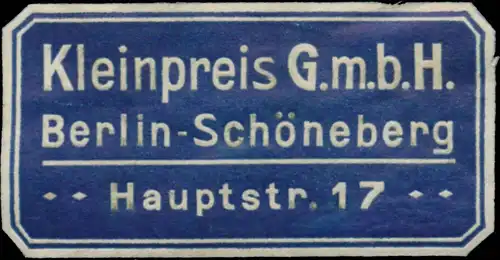 Kleinpreis G.m.b.H.
Berlin-Schöneberg
Hauptstr. 17